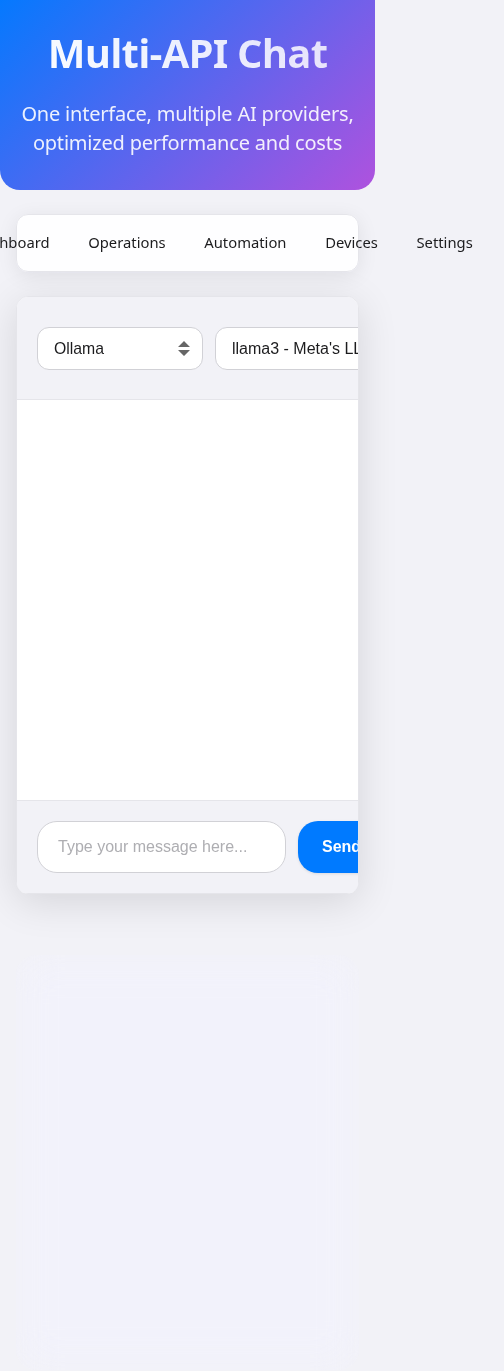 Multi-API Chat
One interface, multiple AI providers,
optimized performance and costs
hboard Operations Automation Devices Settings
Ollama llama3 - Meta's LL
Type your message here... Send